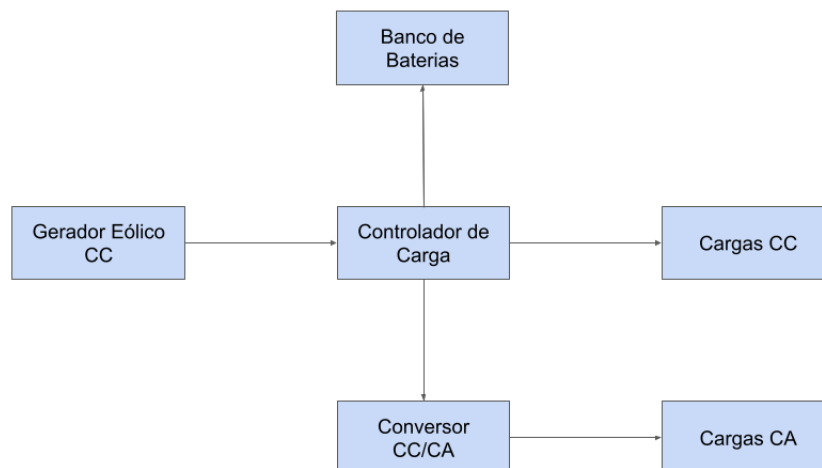 Banco de
Baterias
Gerador Eólico
CC
Controlador de
Carga
Cargas CC
Conversor
CC/CA
Cargas CA